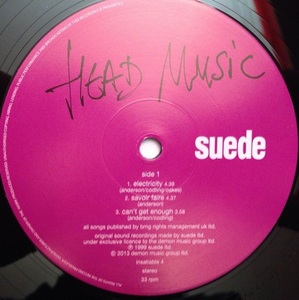 HEAD MUSIC
suede
side 1
1. electricity 4.39
(anderson/codling/oakes)
2. savoir faire 4.37
(anderson)
3. can't get enough 3.58
(anderson/codling)
all songs published by bmg rights management uk ltd.
original sound recordings made by suede ltd.
under exclusive licence to the demon music group ltd
℗ 1999 suede ltd.
© 2013 demon music group ltd.
insatiable 4
stereo
33 rpm